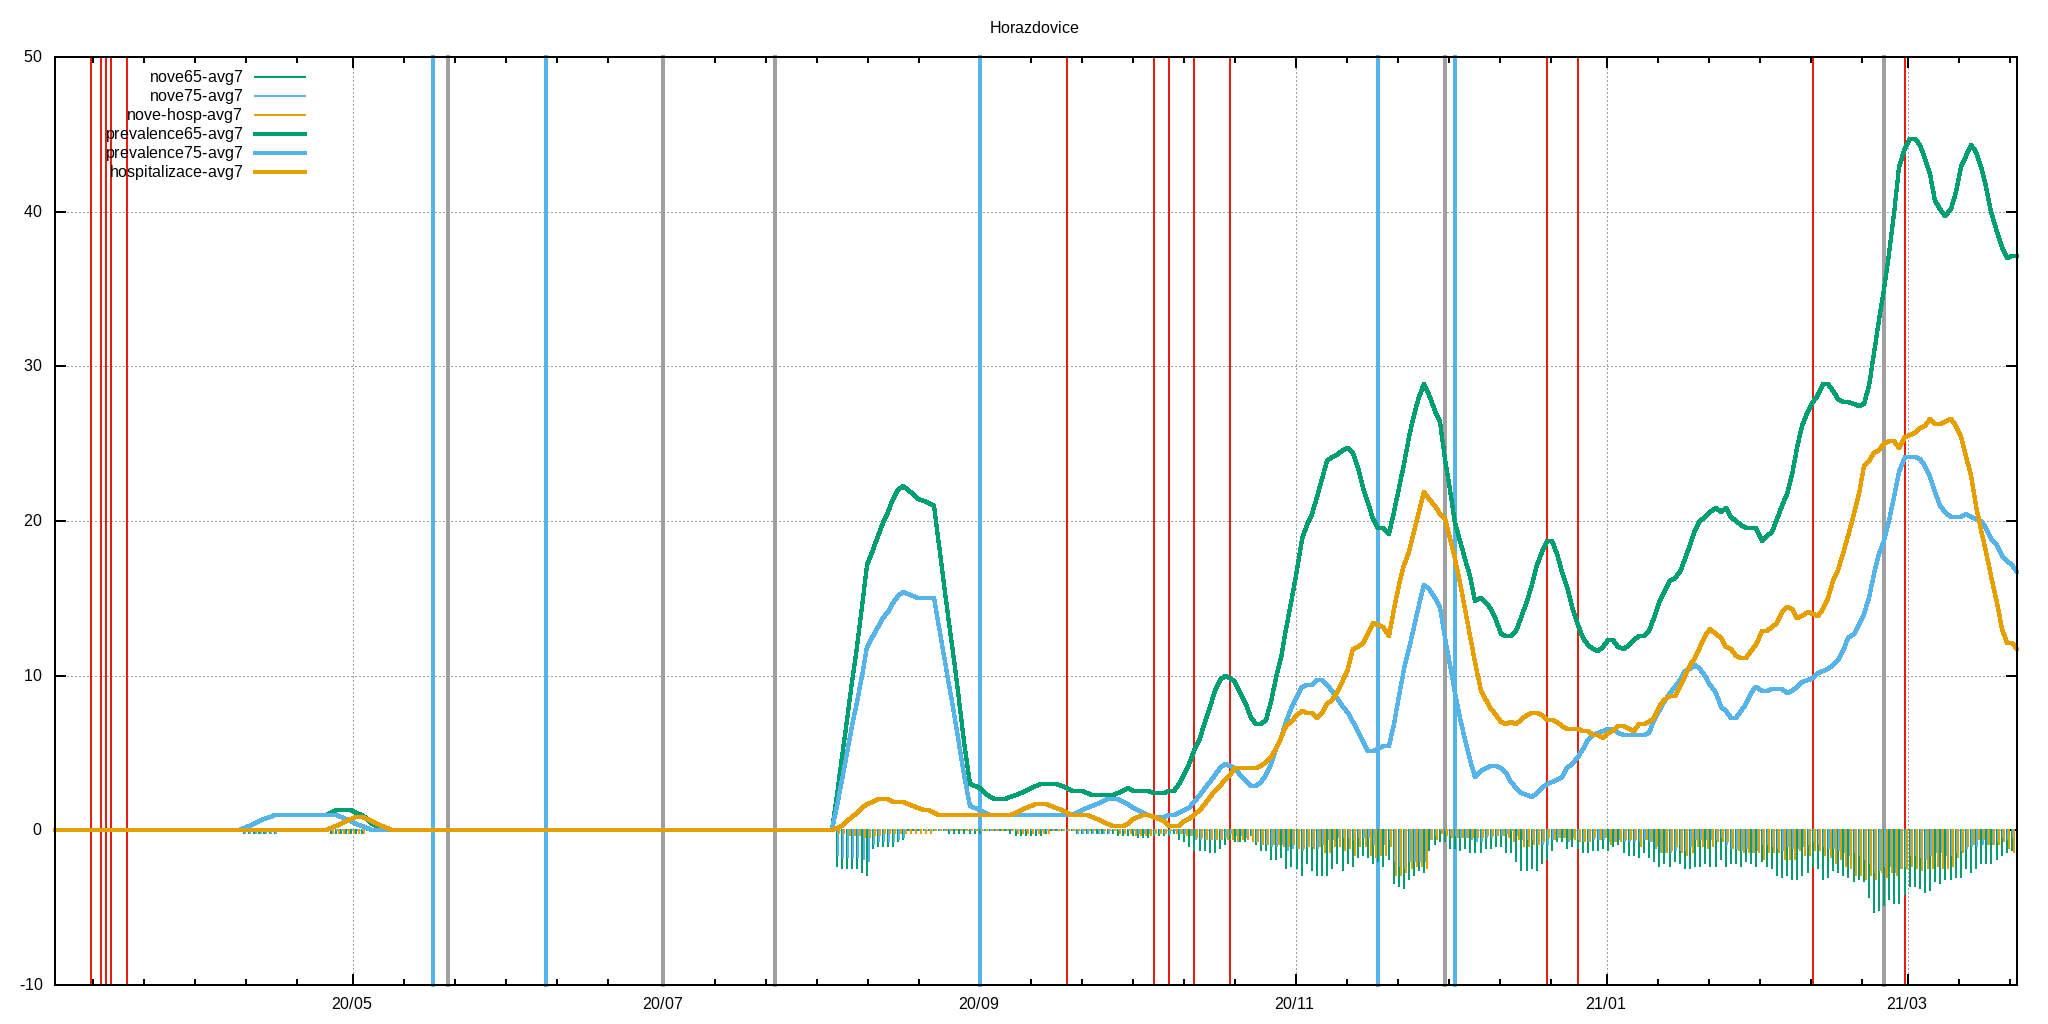 Horazdovice
50
nove65-avg7
nove75-avg7
nove-hosp-avg7
prevalence65-avg7
prevalence75-avg7
hospitalizace-avg7
40
30
20
10
0
-10
20/05 20/07 20/09 20/11 21/01 21/03